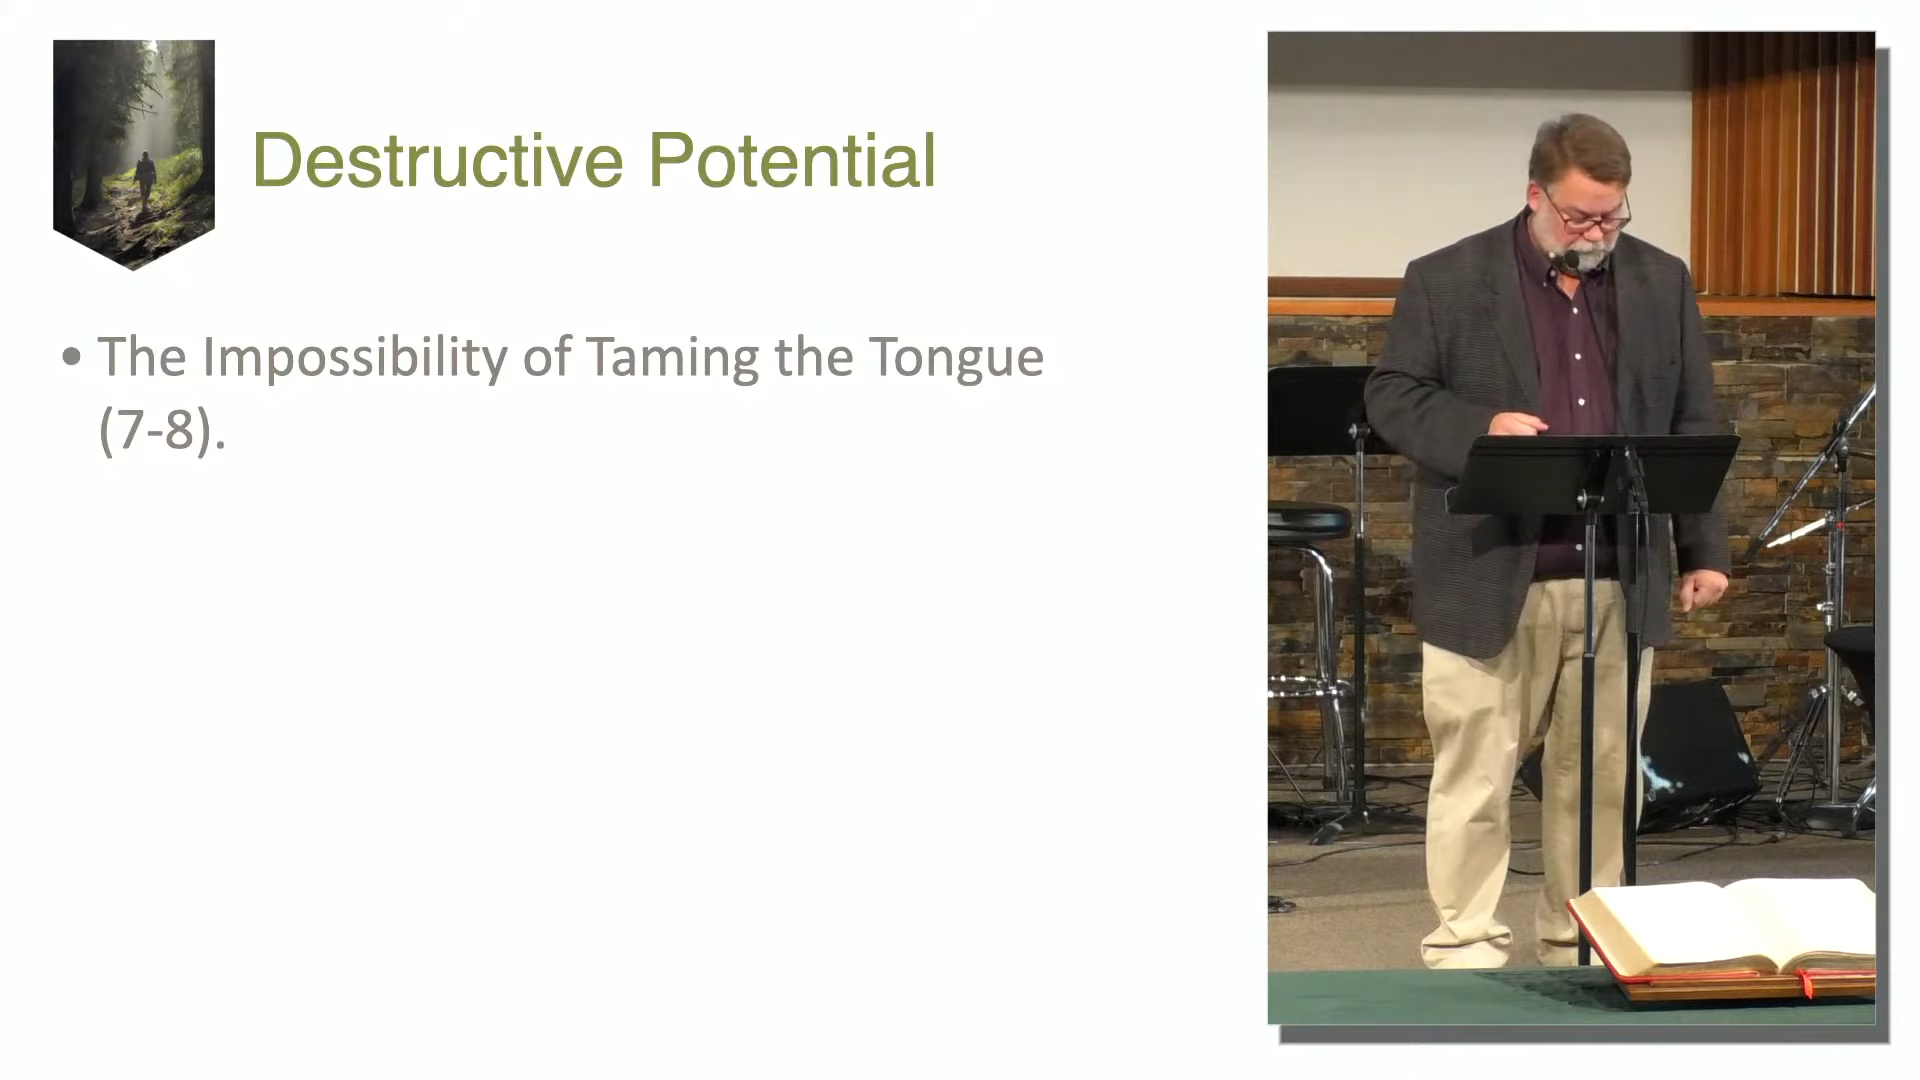 Destructive Potential
• The Impossibility of Taming the Tongue
(7-8).